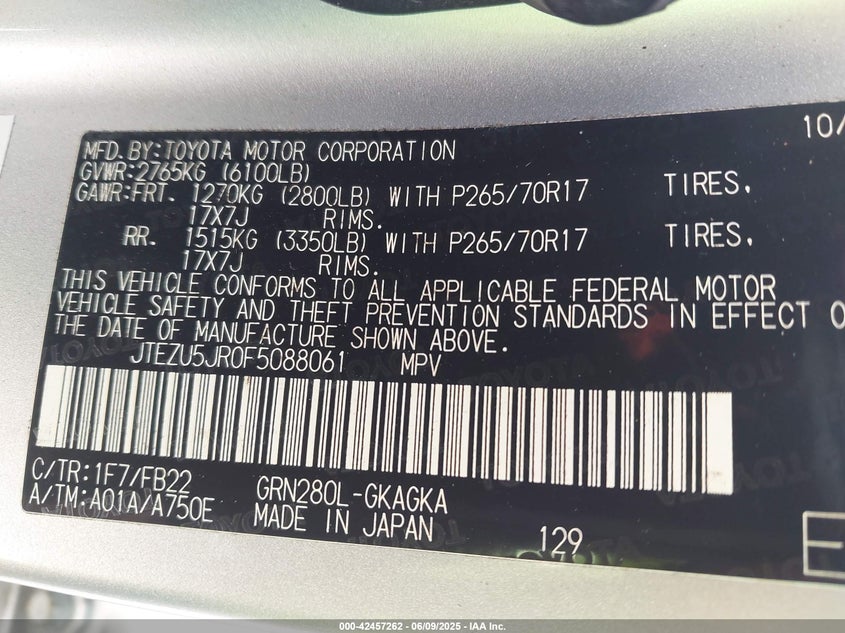 10/
MFD.BY:TOYOTA MOTOR CORPORATION
GVWR:2765KG (6100LB)
GAWR:FRT. 1270KG (2800LB) WITH P265/70R17 TIRES,
17X7J RIMS.
RR. 1515KG (3350LB) WITH P265/70R17 TIRES,
17X7J RIMS.
THIS VEHICLE CONFORMS TO ALL APPLICABLE FEDERAL MOTOR
VEHICLE SAFETY AND THEFT PREVENTION STANDARDS IN EFFECT O
THE DATE OF MANUFACTURE SHOWN ABOVE.
JTEZU5JR0F5088061 MPV
C/TR:1F7/FB22
A/TM:A01A/A750E
GRN280L-GKAGKA
MADE IN JAPAN
129
E
000-42457262 - 06/09/2025 - IAA Inc.